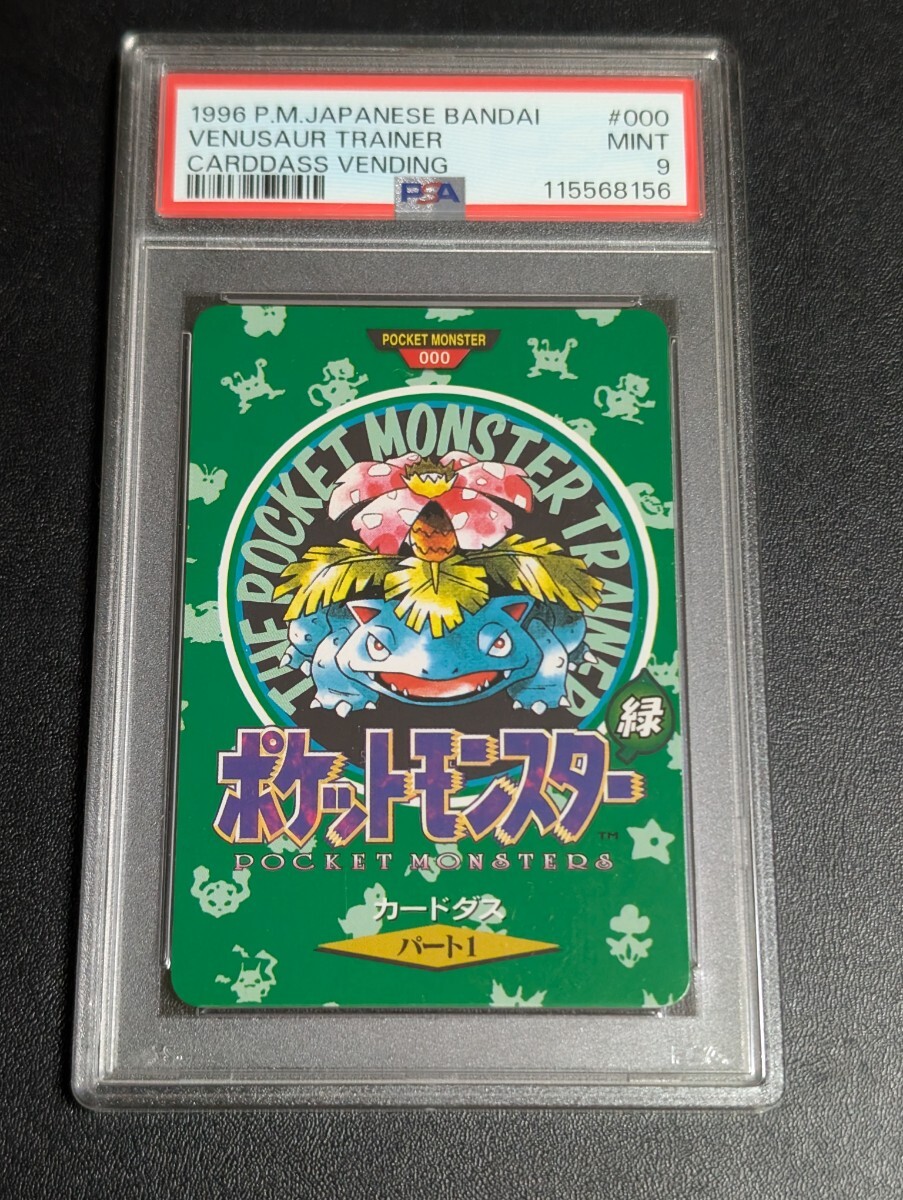 1996 P.M.JAPANESE BANDAI #000
VENUSAUR TRAINER MINT
CARDDASS VENDING 9
PSA 115568156
POCKET MONSTER
000
THE POCKET MONSTER TRAINER
緑
ポケットモンスター
TM
POCKET MONSTERS
カードダス
パート1